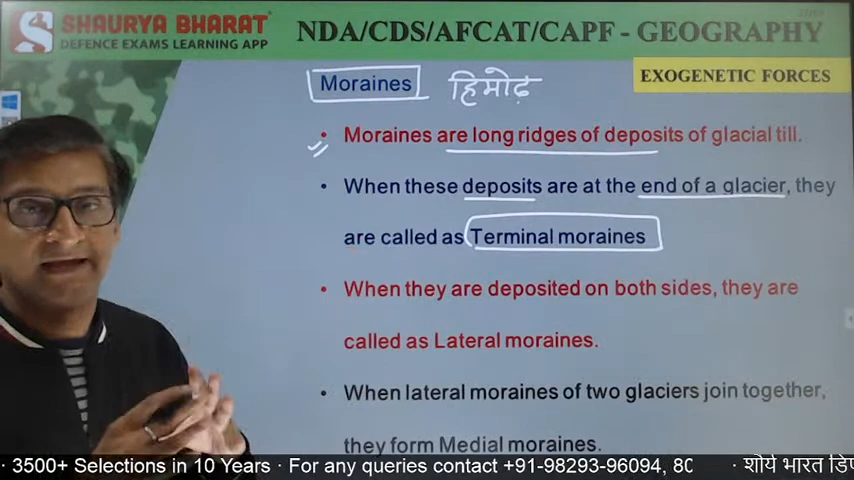 SHAURYA BHARAT
DEFENCE EXAMS LEARNING APP
NDA/CDS/AFCAT/CAPF - GEOGRAPHY
EXOGENETIC FORCES
Moraines हिमोढ़
• Moraines are long ridges of deposits of glacial till.
• When these deposits are at the end of a glacier, they
are called as Terminal moraines
• When they are deposited on both sides, they are
called as Lateral moraines.
• When lateral moraines of two glaciers join together,
they form Medial moraines.
· 3500+ Selections in 10 Years · For any queries contact +91-98293-96094, 80 · शौर्य भारत डि